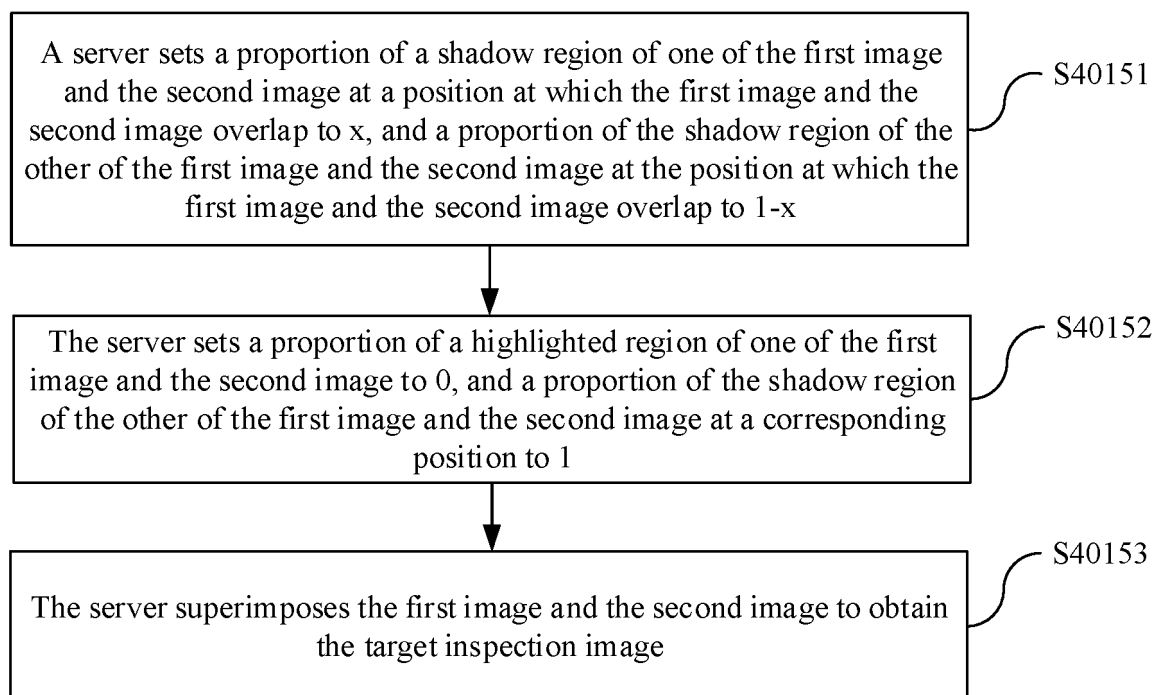 A server sets a proportion of a shadow region of one of the first image
and the second image at a position at which the first image and the
second image overlap to x, and a proportion of the shadow region of the
other of the first image and the second image at the position at which the
first image and the second image overlap to 1-x
S40151
The server sets a proportion of a highlighted region of one of the first
image and the second image to 0, and a proportion of the shadow region
of the other of the first image and the second image at a corresponding
position to 1
S40152
The server superimposes the first image and the second image to obtain
the target inspection image
S40153